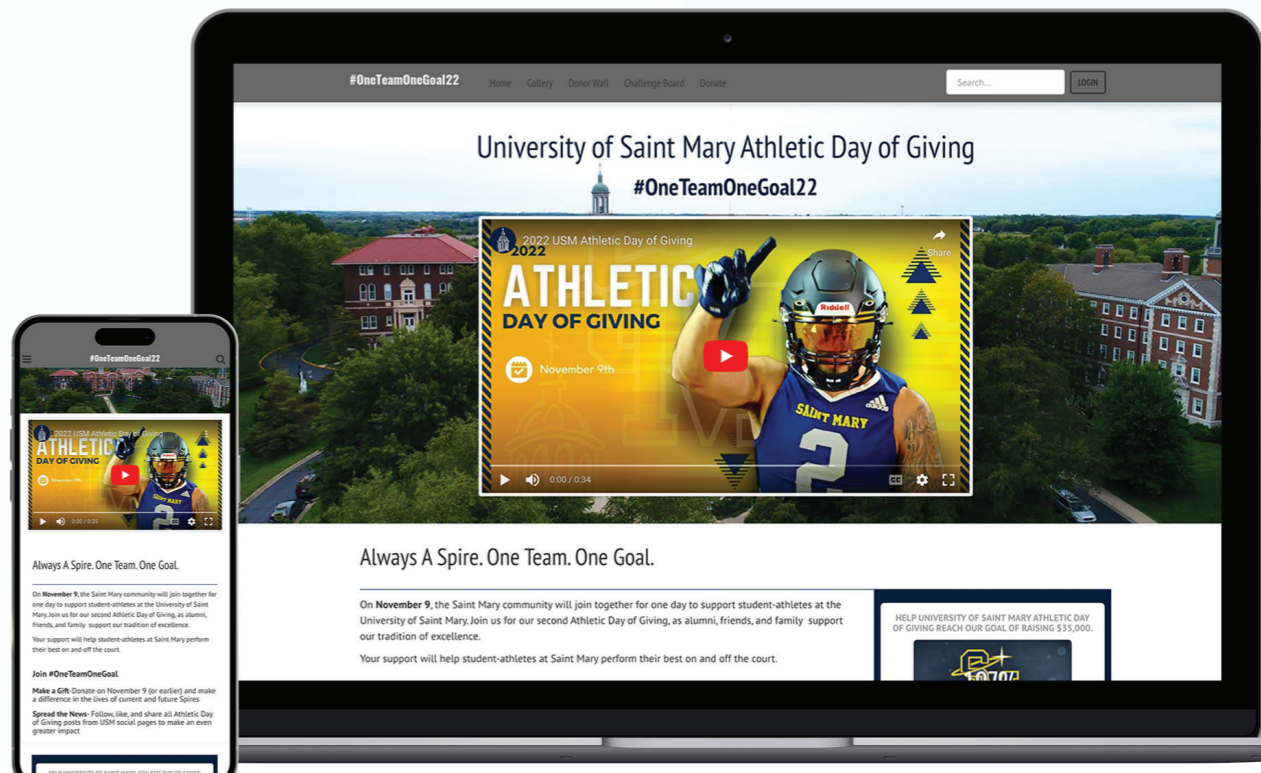 #OneTeamOneGoal22
Home Gallery Donor Wall Challenge Board Donate
Search...
LOGIN
University of Saint Mary Athletic Day of Giving
#OneTeamOneGoal22
2022 USM Athletic Day of Giving
Share
2022
ATHLETIC
DAY OF GIVING
November 9th
Riddell
adidas
SAINT MARY
2
0:00 / 0:34
CC
Always A Spire. One Team. One Goal.
On November 9, the Saint Mary community will join together for one day to support student-athletes at the
University of Saint Mary. Join us for our second Athletic Day of Giving, as alumni, friends, and family support
our tradition of excellence.
Your support will help student-athletes at Saint Mary perform their best on and off the court.
HELP UNIVERSITY OF SAINT MARY ATHLETIC DAY
OF GIVING REACH OUR GOAL OF RAISING $35,000.
#OneTeamOneGoal22
2022 USM Athletic Day of Giving
ATHLETIC
DAY OF GIVING
November 9th
SAINT MARY
2
0:00 / 0:35
Always A Spire. One Team. One Goal.
On November 9, the Saint Mary community will join together for
one day to support student-athletes at the University of Saint
Mary. Join us for our second Athletic Day of Giving, as alumni,
friends, and family support our tradition of excellence.
Your support will help student-athletes at Saint Mary perform
their best on and off the court.
Join #OneTeamOneGoal
Make a Gift-Donate on November 9 (or earlier) and make
a difference in the lives of current and future Spires
Spread the News- Follow, like, and share all Athletic Day
of Giving posts from USM social pages to make an even
greater impact